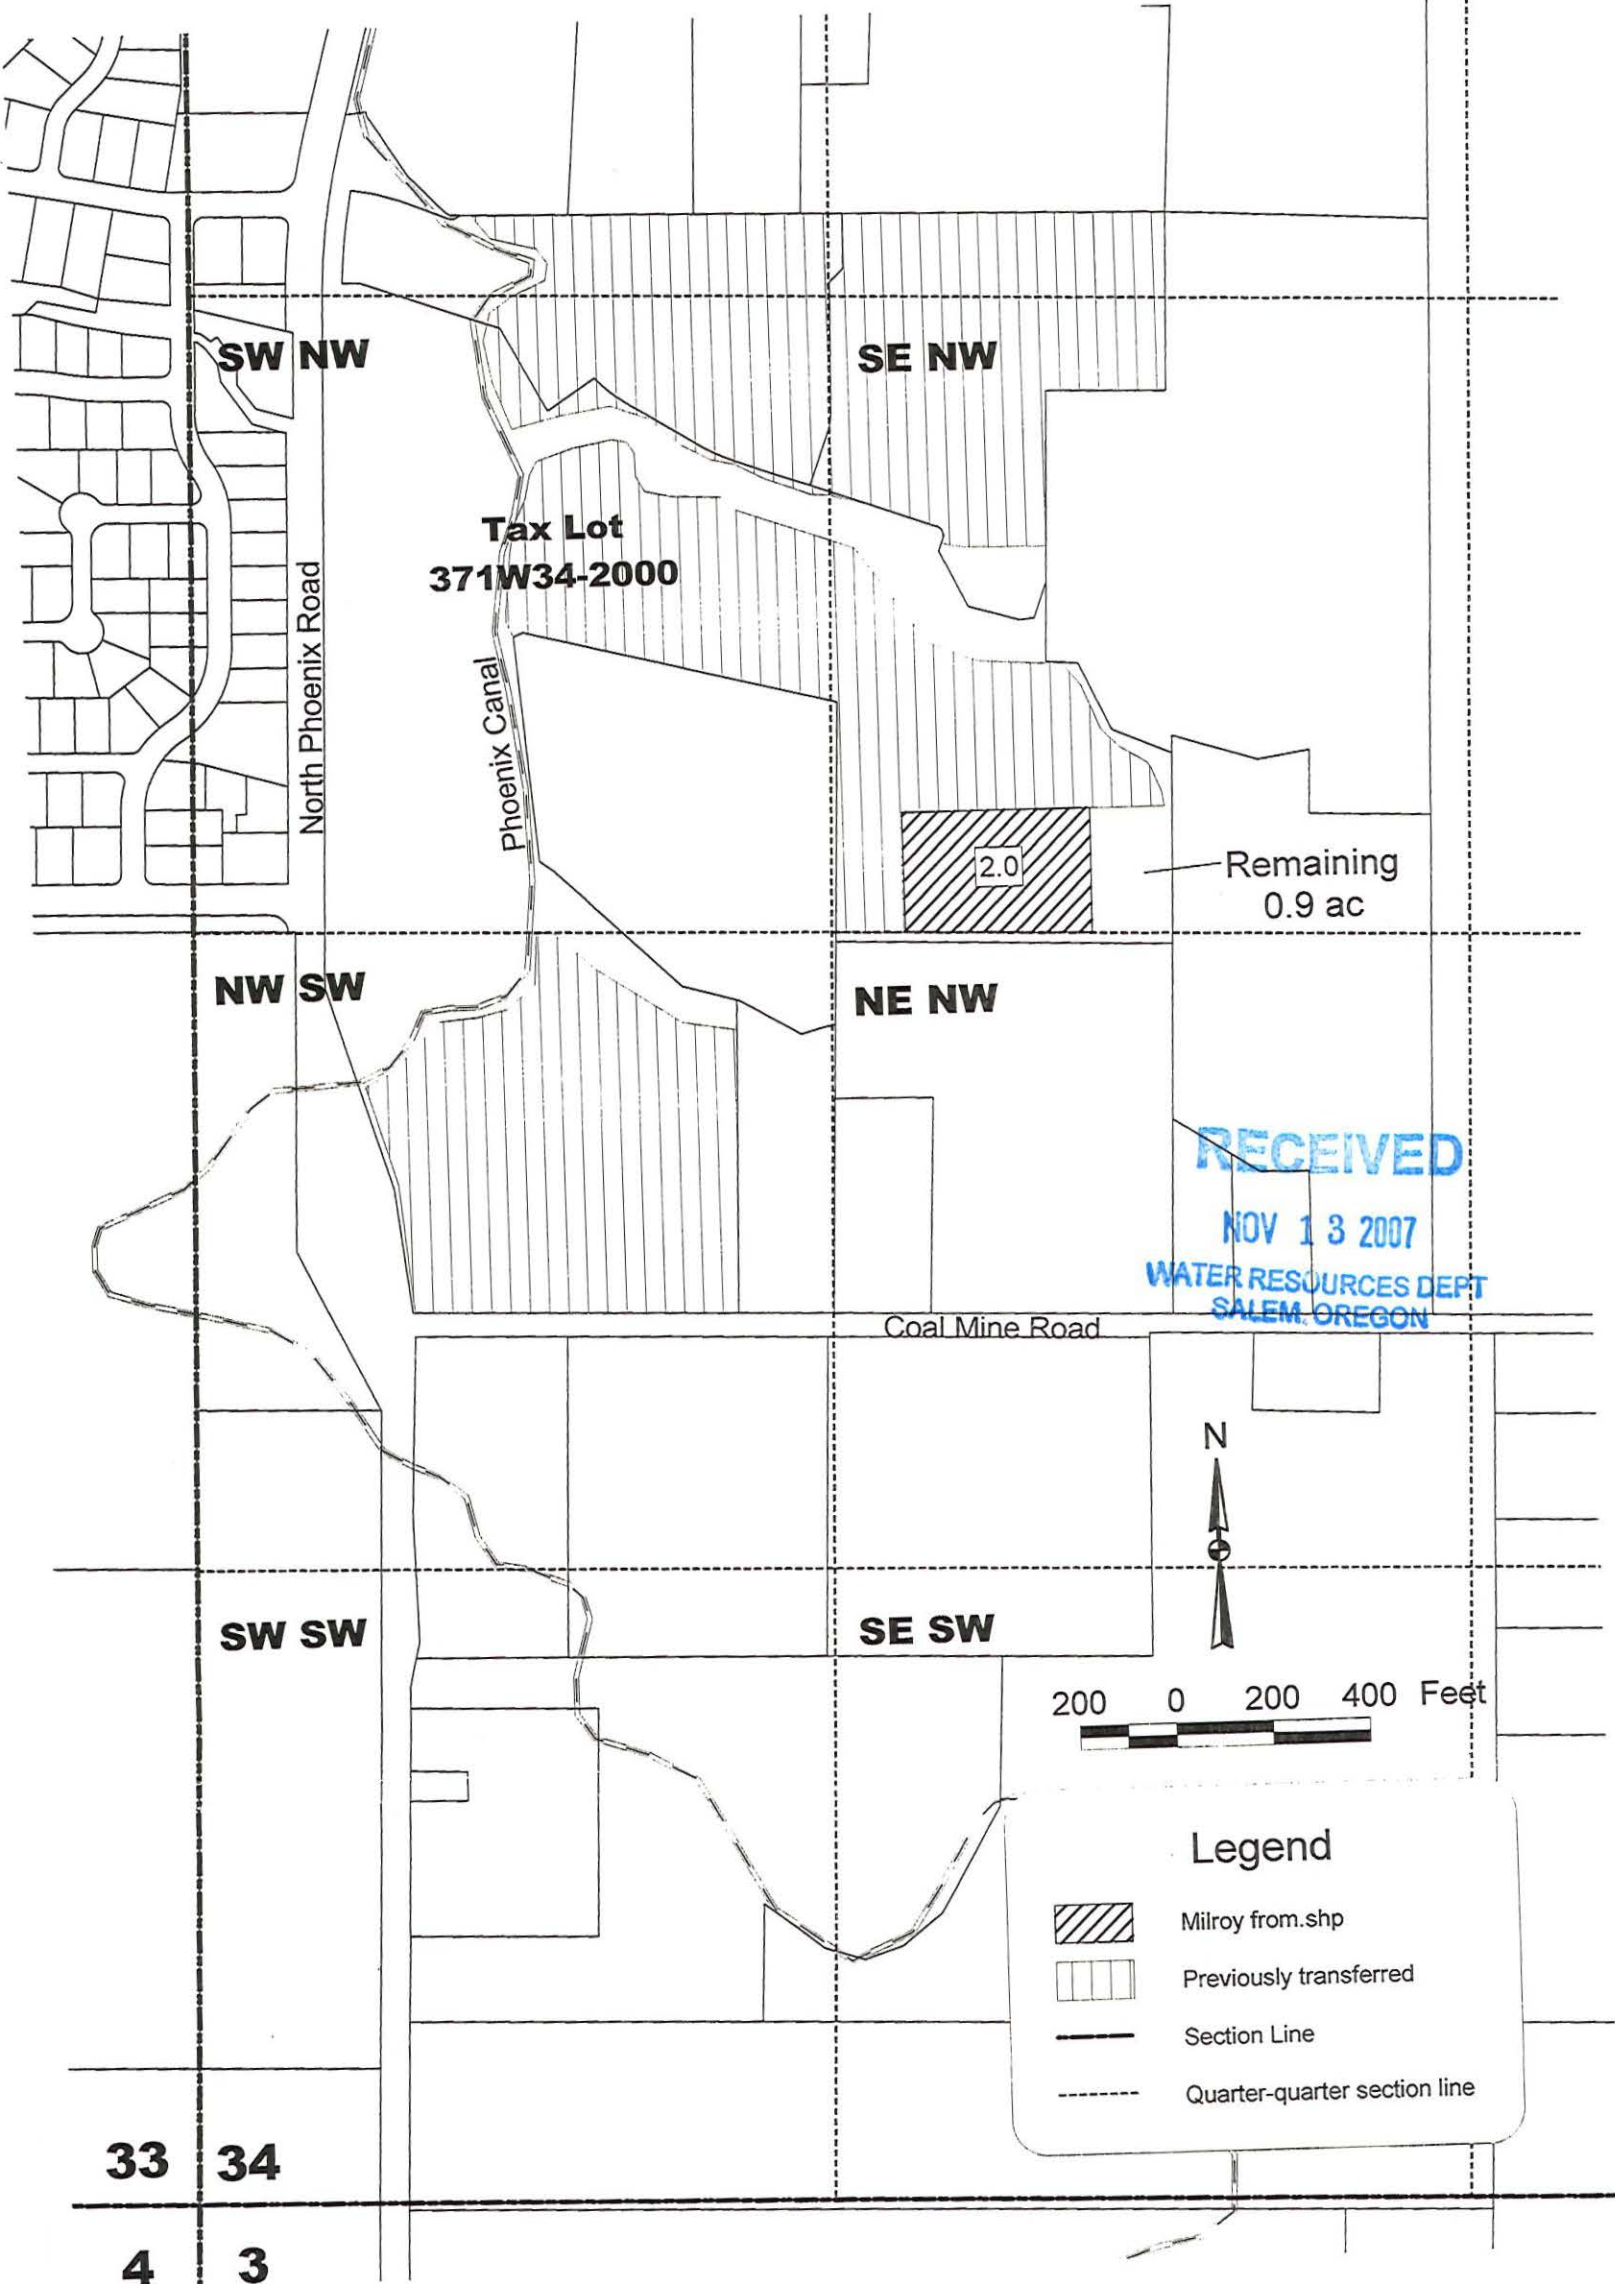 SW NW
SE NW
Tax Lot
371W34-2000
North Phoenix Road
Phoenix Canal
2.0
Remaining
0.9 ac
NW SW
NE NW
RECEIVED
NOV 13 2007
WATER RESOURCES DEPT
SALEM, OREGON
Coal Mine Road
N
SW SW
SE SW
200 0 200 400 Feet
Legend
Milroy from.shp
Previously transferred
Section Line
Quarter-quarter section line
33 34
4 3